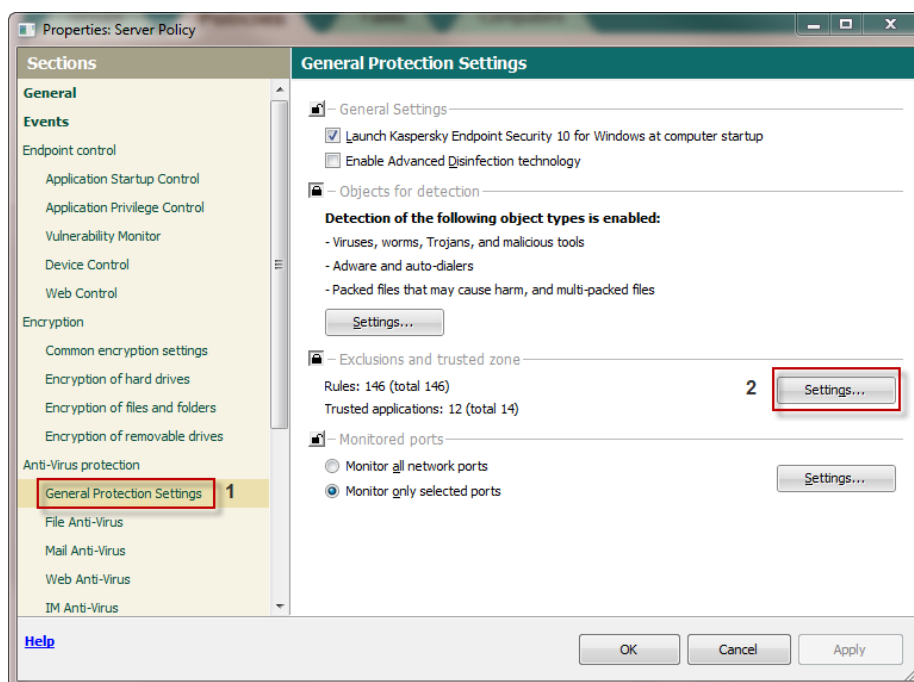 Properties: Server Policy
Sections
General
Events
Endpoint control
Application Startup Control
Application Privilege Control
Vulnerability Monitor
Device Control
Web Control
Encryption
Common encryption settings
Encryption of hard drives
Encryption of files and folders
Encryption of removable drives
Anti-Virus protection
General Protection Settings 1
File Anti-Virus
Mail Anti-Virus
Web Anti-Virus
IM Anti-Virus
General Protection Settings
General Settings
Launch Kaspersky Endpoint Security 10 for Windows at computer startup
Enable Advanced Disinfection technology
Objects for detection
Detection of the following object types is enabled:
- Viruses, worms, Trojans, and malicious tools
- Adware and auto-dialers
- Packed files that may cause harm, and multi-packed files
Settings...
Exclusions and trusted zone
Rules: 146 (total 146)
Trusted applications: 12 (total 14)
2 Settings...
Monitored ports
Monitor all network ports
Monitor only selected ports
Settings...
Help
OK Cancel Apply